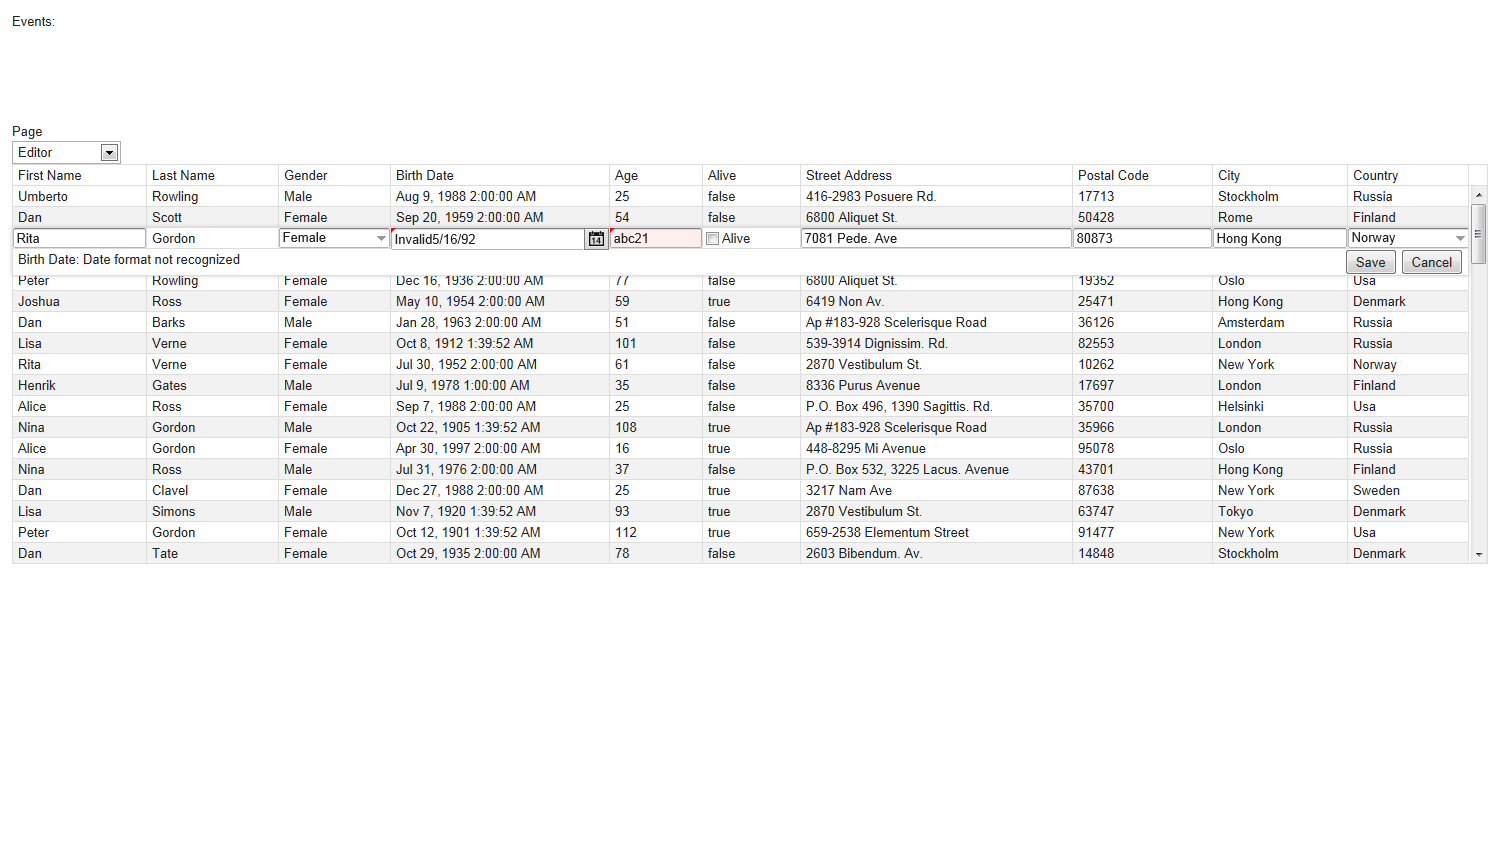 Events:
Page
Editor
First Name Last Name Gender Birth Date Age Alive Street Address Postal Code City Country
Umberto Rowling Male Aug 9, 1988 2:00:00 AM 25 false 416-2983 Posuere Rd. 17713 Stockholm Russia
Dan Scott Female Sep 20, 1959 2:00:00 AM 54 false 6800 Aliquet St. 50428 Rome Finland
Rita Gordon Female Invalid5/16/92 14 abc21 Alive 7081 Pede. Ave 80873 Hong Kong Norway
Birth Date: Date format not recognized Save Cancel
Peter Rowling Female Dec 16, 1936 2:00:00 AM 77 false 6800 Aliquet St. 19352 Oslo Usa
Joshua Ross Female May 10, 1954 2:00:00 AM 59 true 6419 Non Av. 25471 Hong Kong Denmark
Dan Barks Male Jan 28, 1963 2:00:00 AM 51 false Ap #183-928 Scelerisque Road 36126 Amsterdam Russia
Lisa Verne Female Oct 8, 1912 1:39:52 AM 101 false 539-3914 Dignissim. Rd. 82553 London Russia
Rita Verne Female Jul 30, 1952 2:00:00 AM 61 false 2870 Vestibulum St. 10262 New York Norway
Henrik Gates Male Jul 9, 1978 1:00:00 AM 35 false 8336 Purus Avenue 17697 London Finland
Alice Ross Female Sep 7, 1988 2:00:00 AM 25 false P.O. Box 496, 1390 Sagittis. Rd. 35700 Helsinki Usa
Nina Gordon Male Oct 22, 1905 1:39:52 AM 108 true Ap #183-928 Scelerisque Road 35966 London Russia
Alice Gordon Female Apr 30, 1997 2:00:00 AM 16 true 448-8295 Mi Avenue 95078 Oslo Russia
Nina Ross Male Jul 31, 1976 2:00:00 AM 37 false P.O. Box 532, 3225 Lacus. Avenue 43701 Hong Kong Finland
Dan Clavel Female Dec 27, 1988 2:00:00 AM 25 true 3217 Nam Ave 87638 New York Sweden
Lisa Simons Male Nov 7, 1920 1:39:52 AM 93 true 2870 Vestibulum St. 63747 Tokyo Denmark
Peter Gordon Female Oct 12, 1901 1:39:52 AM 112 true 659-2538 Elementum Street 91477 New York Usa
Dan Tate Female Oct 29, 1935 2:00:00 AM 78 false 2603 Bibendum. Av. 14848 Stockholm Denmark